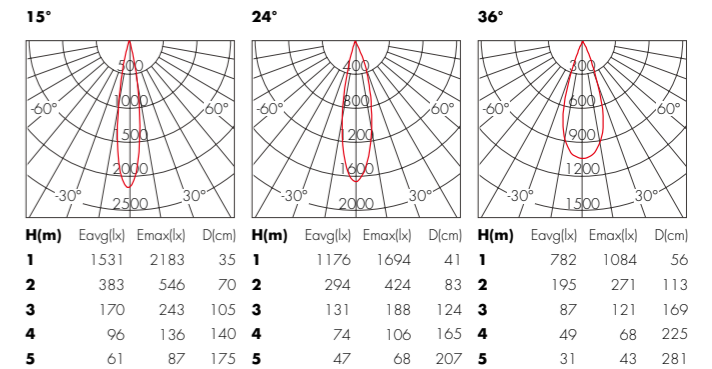 15° 24° 36°
500 400 300
1000 800 600
-60° 60° -60° 60° -60° 60°
1500 1200 900
2000 1600 1200
-30° 30° -30° 30° -30° 30°
2500 2000 1500
H(m) Eavg(lx) Emax(lx) D(cm) H(m) Eavg(lx) Emax(lx) D(cm) H(m) Eavg(lx) Emax(lx) D(cm)
1 1531 2183 35 1 1176 1694 41 1 782 1084 56
2 383 546 70 2 294 424 83 2 195 271 113
3 170 243 105 3 131 188 124 3 87 121 169
4 96 136 140 4 74 106 165 4 49 68 225
5 61 87 175 5 47 68 207 5 31 43 281